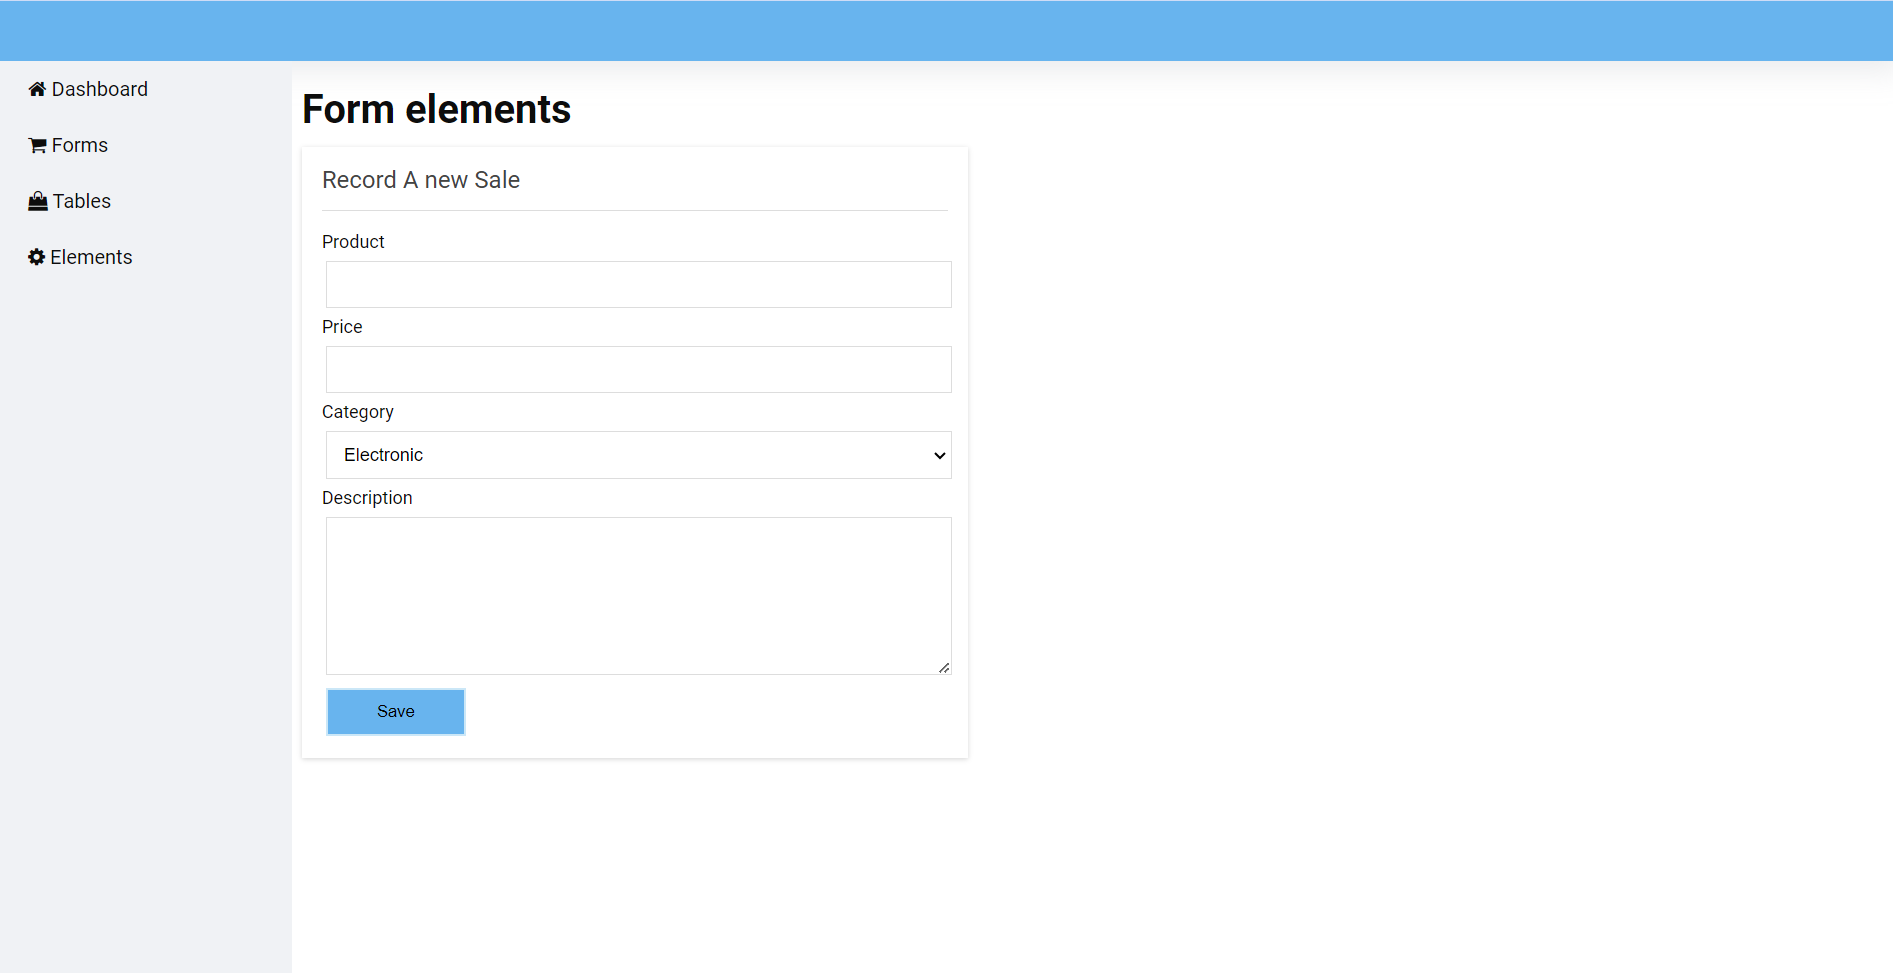 Dashboard
Forms
Tables
Elements
Form elements
Record A new Sale
Product
Price
Category
Electronic
Description
Save